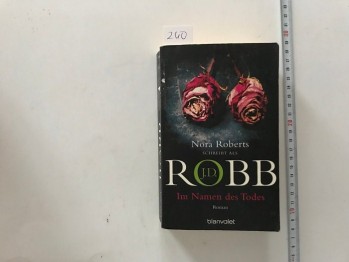 260
Nora Roberts
SCHREIBT ALS
J.D.
ROBB
Im Namen des Todes
Roman
blanvalet